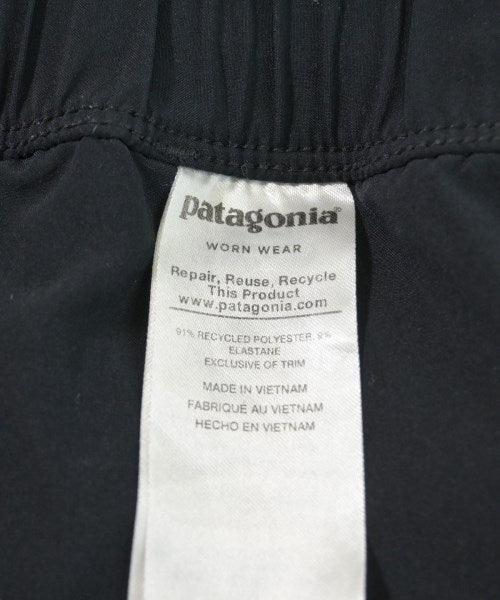 patagonia®
WORN WEAR
Repair, Reuse, Recycle
This Product
www.patagonia.com
91% RECYCLED POLYESTER 9%
ELASTANE
EXCLUSIVE OF TRIM
MADE IN VIETNAM
FABRIQUÉ AU VIETNAM
HECHO EN VIETNAM